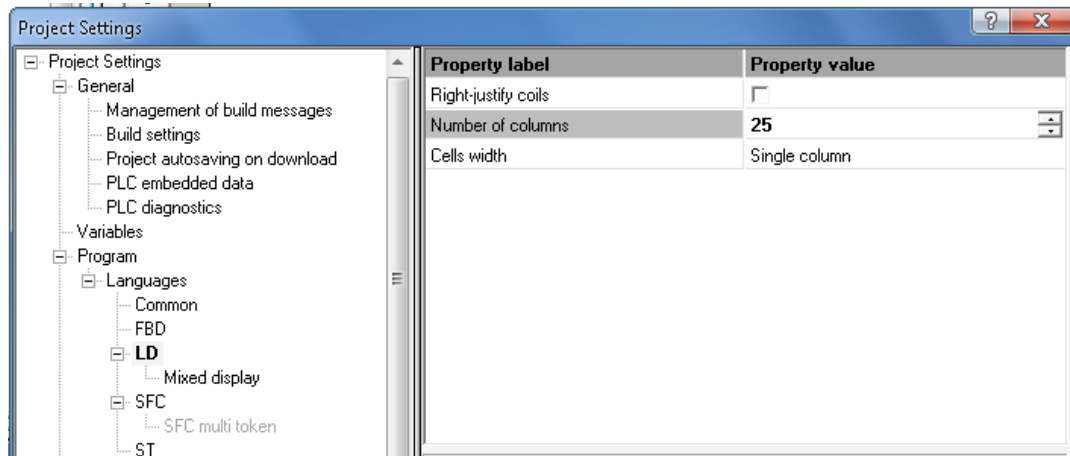 Project Settings
Project Settings
General
Management of build messages
Build settings
Project autosaving on download
PLC embedded data
PLC diagnostics
Variables
Program
Languages
Common
FBD
LD
Mixed display
SFC
SFC multi token
ST
Property label Property value
Right-justify coils
Number of columns 25
Cells width Single column